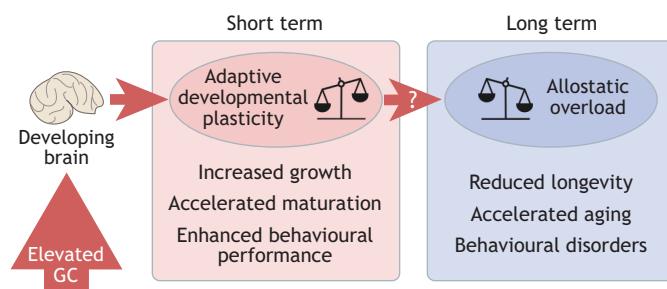 Short term
Long term
Developing
brain
Elevated
GC
Adaptive
developmental
plasticity
?
Allostatic
overload
Increased growth
Accelerated maturation
Enhanced behavioural
performance
Reduced longevity
Accelerated aging
Behavioural disorders